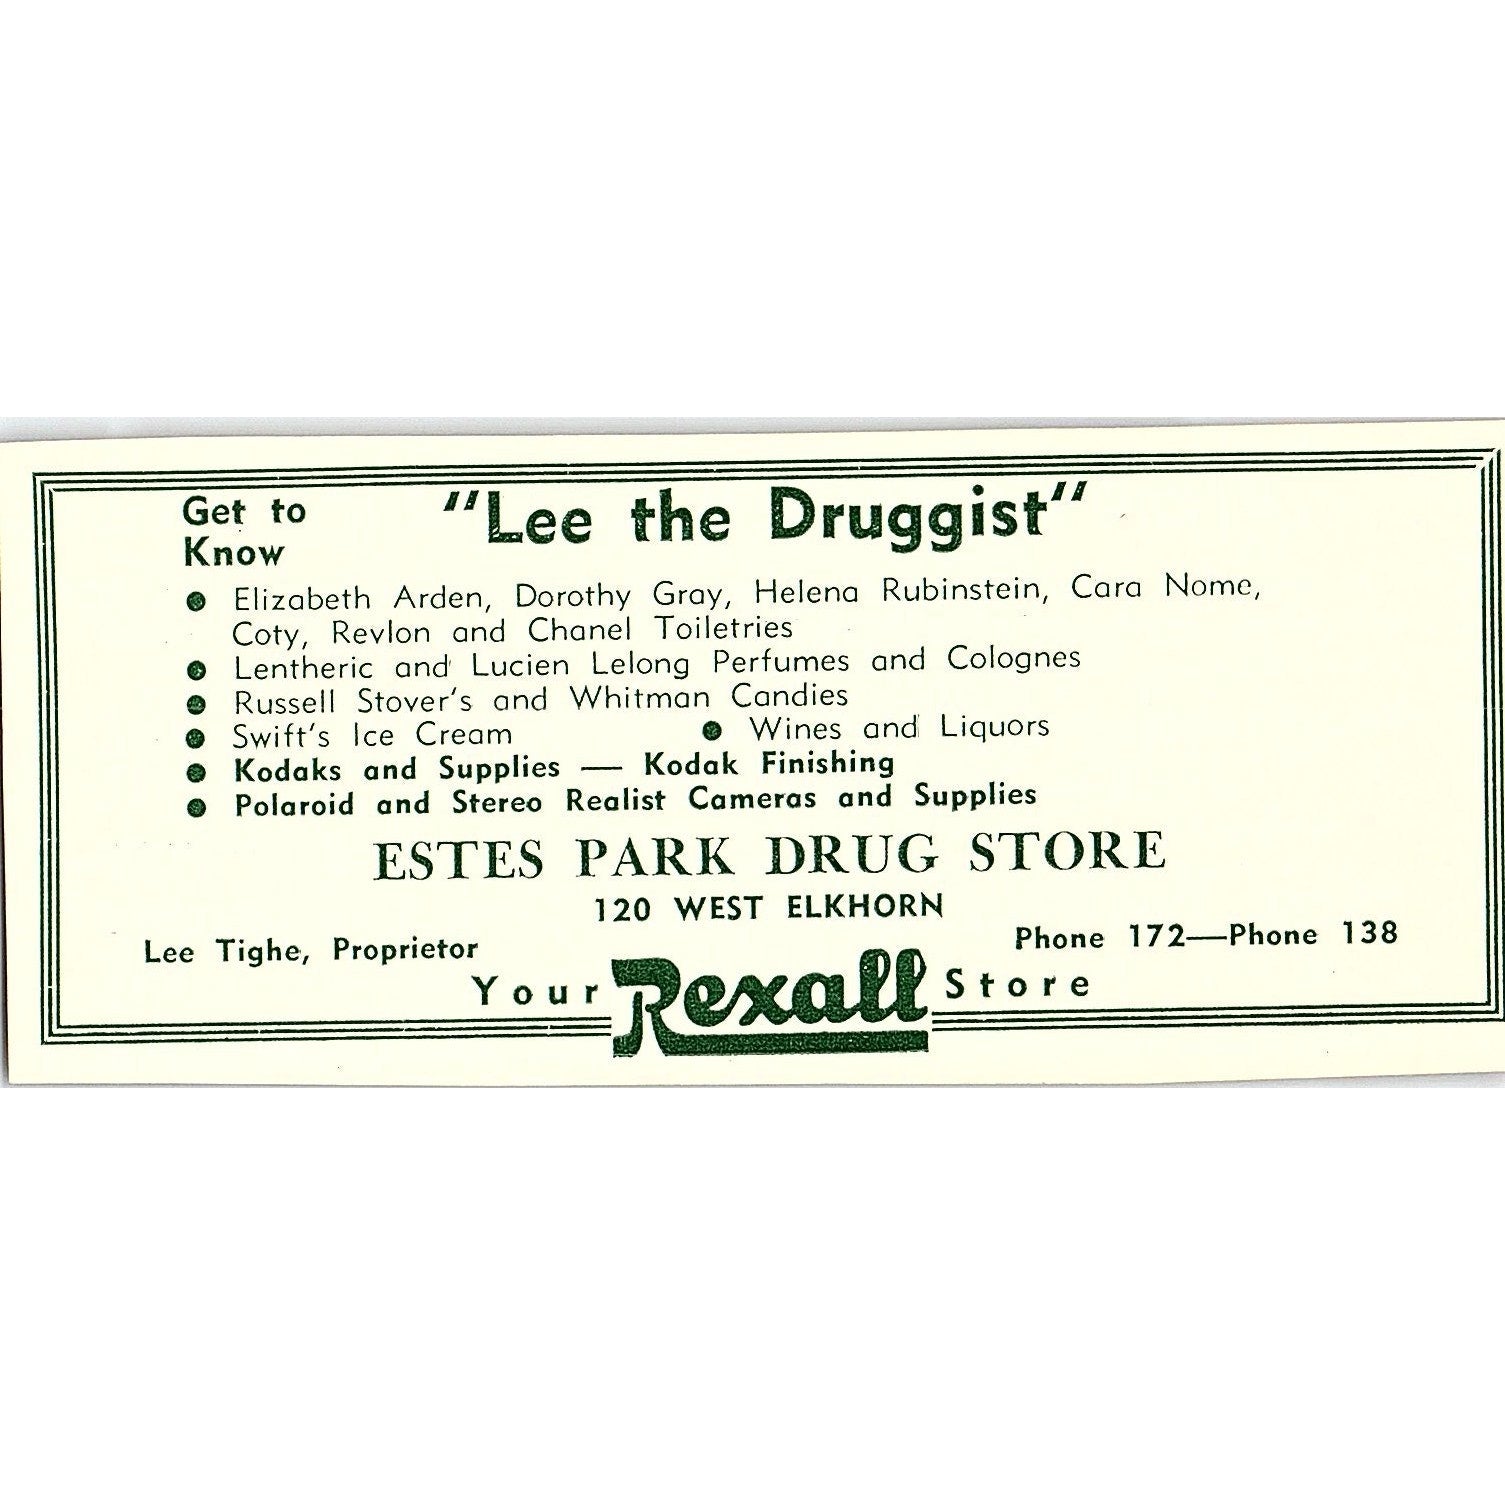 Get to
Know
"Lee the Druggist"
● Elizabeth Arden, Dorothy Gray, Helena Rubinstein, Cara Nome,
Coty, Revlon and Chanel Toiletries
● Lentheric and Lucien Lelong Perfumes and Colognes
● Russell Stover's and Whitman Candies
● Swift's Ice Cream ● Wines and Liquors
● Kodaks and Supplies — Kodak Finishing
● Polaroid and Stereo Realist Cameras and Supplies
ESTES PARK DRUG STORE
120 WEST ELKHORN
Lee Tighe, Proprietor Phone 172—Phone 138
Your Rexall Store